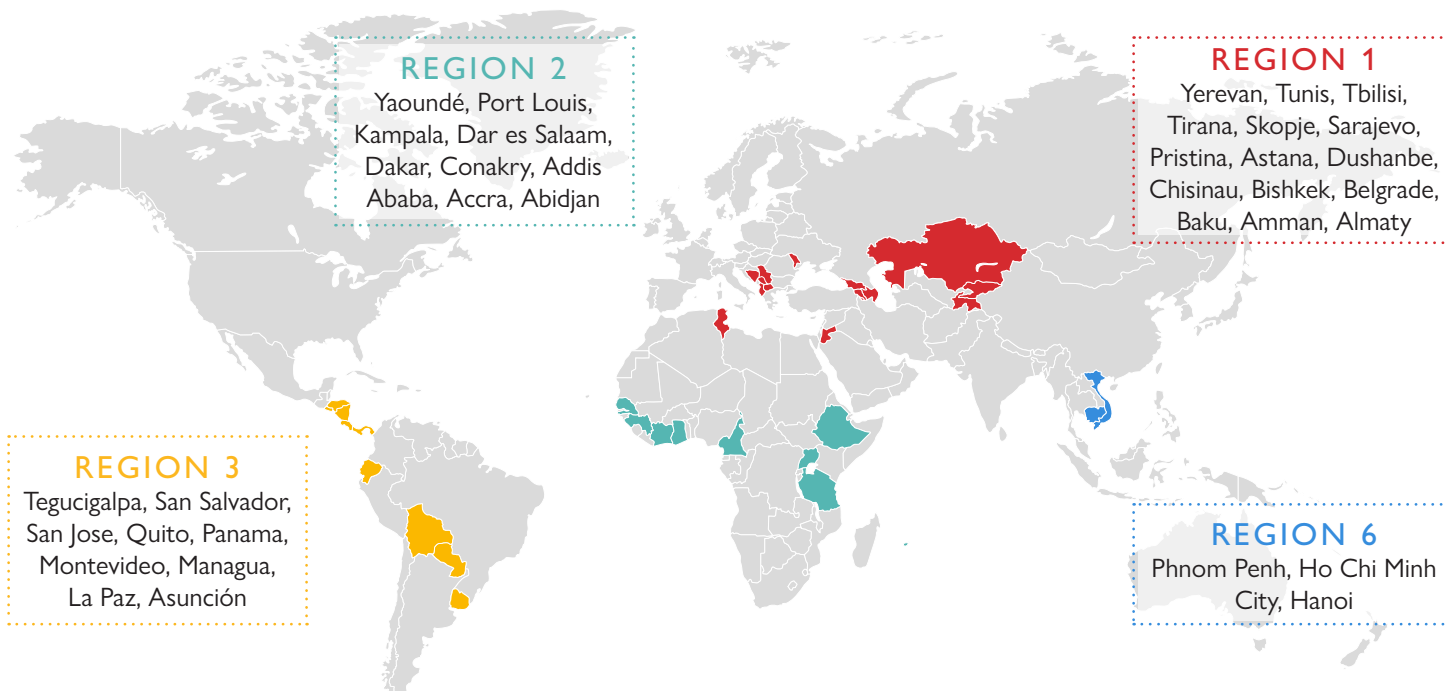 REGION 2
Yaoundé, Port Louis,
Kampala, Dar es Salaam,
Dakar, Conakry, Addis
Ababa, Accra, Abidjan
REGION 1
Yerevan, Tunis, Tbilisi,
Tirana, Skopje, Sarajevo,
Pristina, Astana, Dushanbe,
Chisinau, Bishkek, Belgrade,
Baku, Amman, Almaty
REGION 3
Tegucigalpa, San Salvador,
San Jose, Quito, Panama,
Montevideo, Managua,
La Paz, Asunción
REGION 6
Phnom Penh, Ho Chi Minh
City, Hanoi